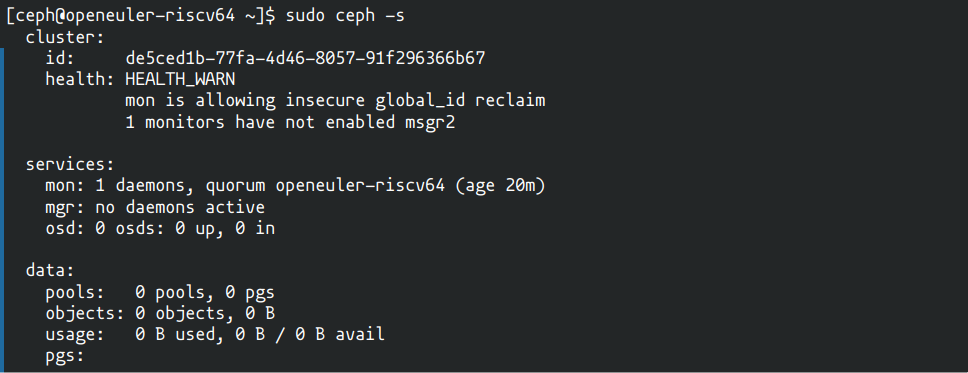 [ceph@openeuler-riscv64 ~]$ sudo ceph -s
  cluster:
    id:     de5ced1b-77fa-4d46-8057-91f296366b67
    health: HEALTH_WARN
            mon is allowing insecure global_id reclaim
            1 monitors have not enabled msgr2

  services:
    mon: 1 daemons, quorum openeuler-riscv64 (age 20m)
    mgr: no daemons active
    osd: 0 osds: 0 up, 0 in

  data:
    pools:   0 pools, 0 pgs
    objects: 0 objects, 0 B
    usage:   0 B used, 0 B / 0 B avail
    pgs: